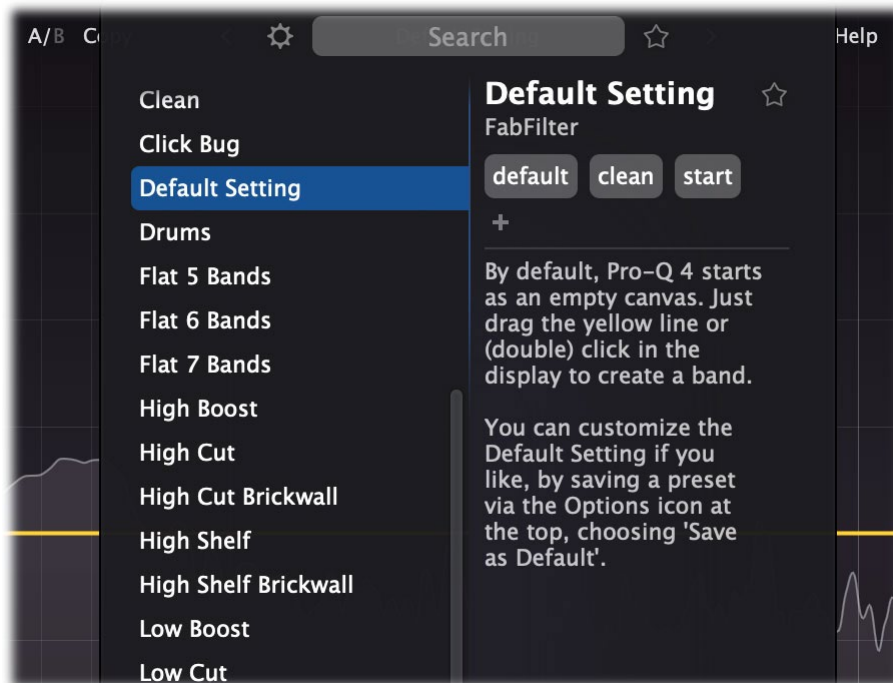 A/B Copy Search Help
Clean
Click Bug
Default Setting
Drums
Flat 5 Bands
Flat 6 Bands
Flat 7 Bands
High Boost
High Cut
High Cut Brickwall
High Shelf
High Shelf Brickwall
Low Boost
Low Cut
Default Setting
FabFilter
default clean start
+
By default, Pro-Q 4 starts
as an empty canvas. Just
drag the yellow line or
(double) click in the
display to create a band.
You can customize the
Default Setting if you
like, by saving a preset
via the Options icon at
the top, choosing 'Save
as Default'.